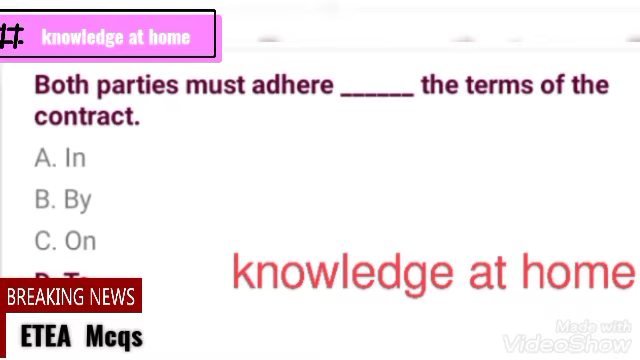 # knowledge at home
Both parties must adhere ______ the terms of the
contract.
A. In
B. By
C. On
knowledge at home
BREAKING NEWS
ETEA Mcqs
Made with
VideoShow